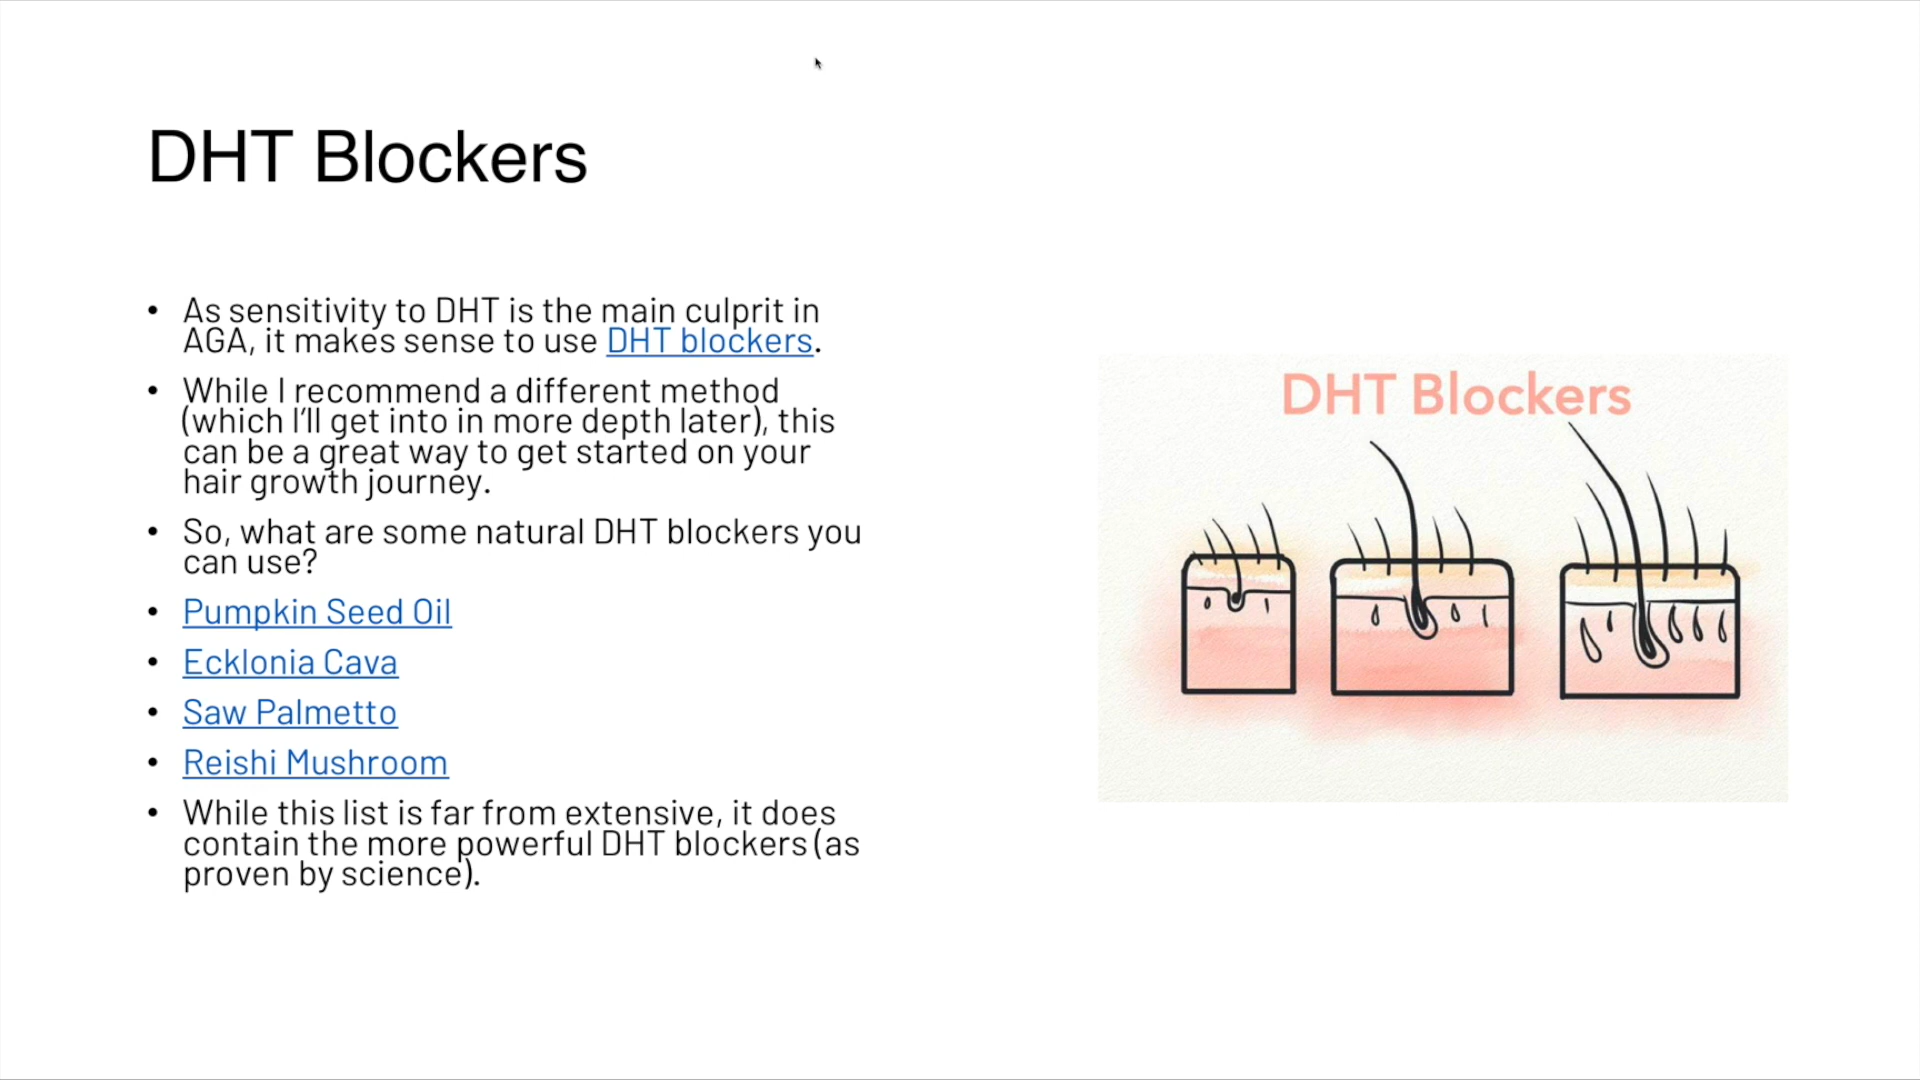 DHT Blockers
• As sensitivity to DHT is the main culprit in
AGA, it makes sense to use DHT blockers.
• While I recommend a different method
(which I'll get into in more depth later), this
can be a great way to get started on your
hair growth journey.
• So, what are some natural DHT blockers you
can use?
• Pumpkin Seed Oil
• Ecklonia Cava
• Saw Palmetto
• Reishi Mushroom
• While this list is far from extensive, it does
contain the more powerful DHT blockers (as
proven by science).
DHT Blockers